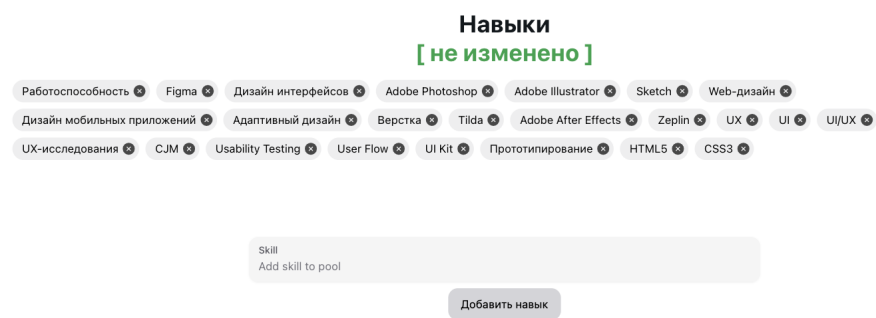 Навыки
[ не изменено ]
Работоспособность Figma Дизайн интерфейсов Adobe Photoshop Adobe Illustrator Sketch Web-дизайн
Дизайн мобильных приложений Адаптивный дизайн Верстка Tilda Adobe After Effects Zeplin UX UI UI/UX
UX-исследования CJM Usability Testing User Flow UI Kit Прототипирование HTML5 CSS3
Skill
Add skill to pool
Добавить навык